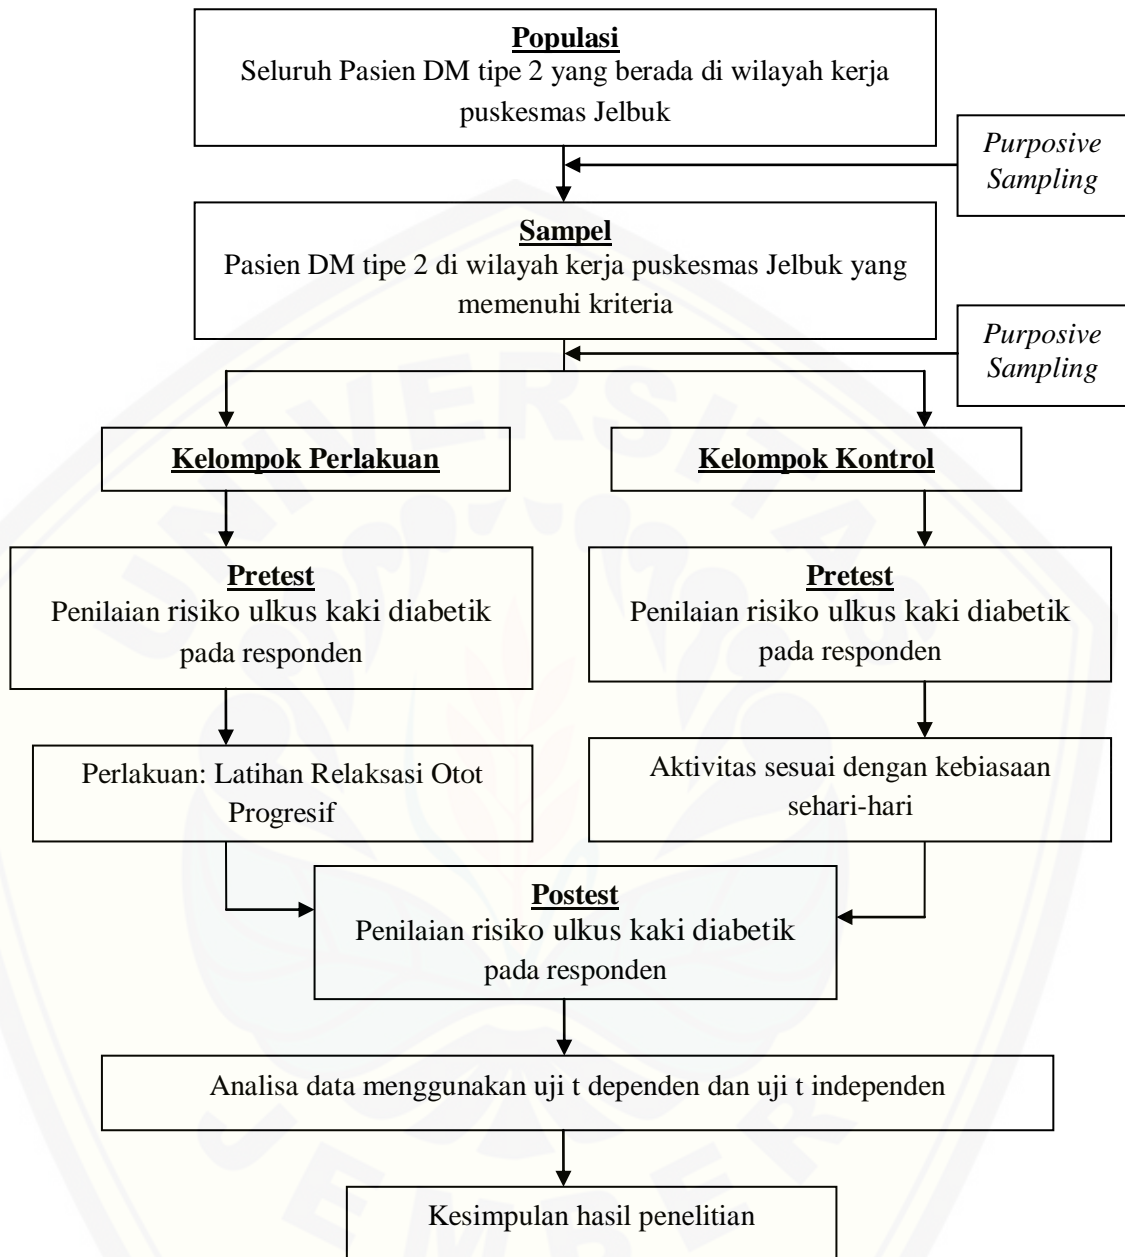 Populasi
Seluruh Pasien DM tipe 2 yang berada di wilayah kerja
puskesmas Jelbuk
Purposive
Sampling
Sampel
Pasien DM tipe 2 di wilayah kerja puskesmas Jelbuk yang
memenuhi kriteria
Purposive
Sampling
Kelompok Perlakuan
Kelompok Kontrol
Pretest
Penilaian risiko ulkus kaki diabetik
pada responden
Pretest
Penilaian risiko ulkus kaki diabetik
pada responden
Perlakuan: Latihan Relaksasi Otot
Progresif
Aktivitas sesuai dengan kebiasaan
sehari-hari
Postest
Penilaian risiko ulkus kaki diabetik
pada responden
Analisa data menggunakan uji t dependen dan uji t independen
Kesimpulan hasil penelitian
UNIVERSITAS
JEMBER